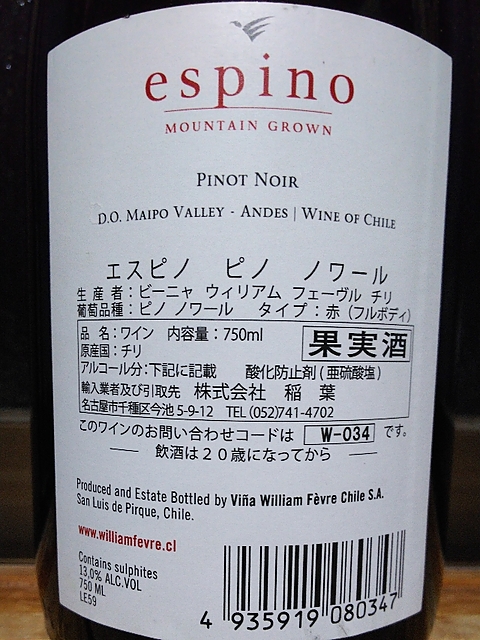 espino
MOUNTAIN GROWN
PINOT NOIR
D.O. MAIPO VALLEY - ANDES | WINE OF CHILE
エスピノ ピノ ノワール
生産者：ビーニャ ウィリアム フェーヴル チリ
葡萄品種：ピノ ノワール タイプ：赤（フルボディ）
品名：ワイン 内容量：750ml
果実酒
原産国：チリ
アルコール分：下記に記載 酸化防止剤(亜硫酸塩)
輸入業者及び引取先 株式会社 稲葉
名古屋市千種区今池5-9-12 TEL(052)741-4702
このワインのお問い合わせコードは W-034 です。
── 飲酒は２０歳になってから ──
Produced and Estate Bottled by Viña William Fèvre Chile S.A.
San Luis de Pirque, Chile.
www.williamfevre.cl
Contains sulphites
13,0% ALC.VOL
750 ML
LE59
4 935919 080347